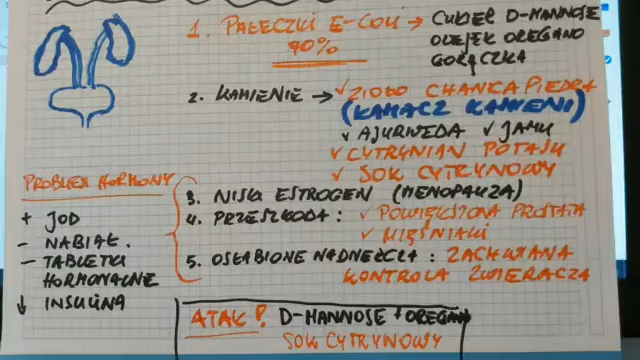 1. PAŁECZKI E-COLI → CUKIER D-MANNOSE
90% OLEJEK OREGANO
GORĄCZKA
2. KAMIENIE → ✓ ZIOŁO CHANCA PIEDRA
(ŁAMACZ KAMIENI)
✓ AJURWEDA ✓ JAMU
✓ CYTRYNIAN POTASU
✓ SOK CYTRYNOWY
PROBLEM HORMONY
+ JOD
- NABIAŁ.
- TABLETKI
HORMONALNE
↓ INSULINA
3. NISKI ESTROGEN (MENOPAUZA)
4. PRZESZKODA: ✓ POWIĘKSZONA PROSTATA
✓ MIĘŚNIAKI
5. OSŁABIONE NADNERCZA: ZACHWIANA
KONTROLA ZWIERACZA
ATAK! D-MANNOSE + OREGANO
SOK CYTRYNOWY